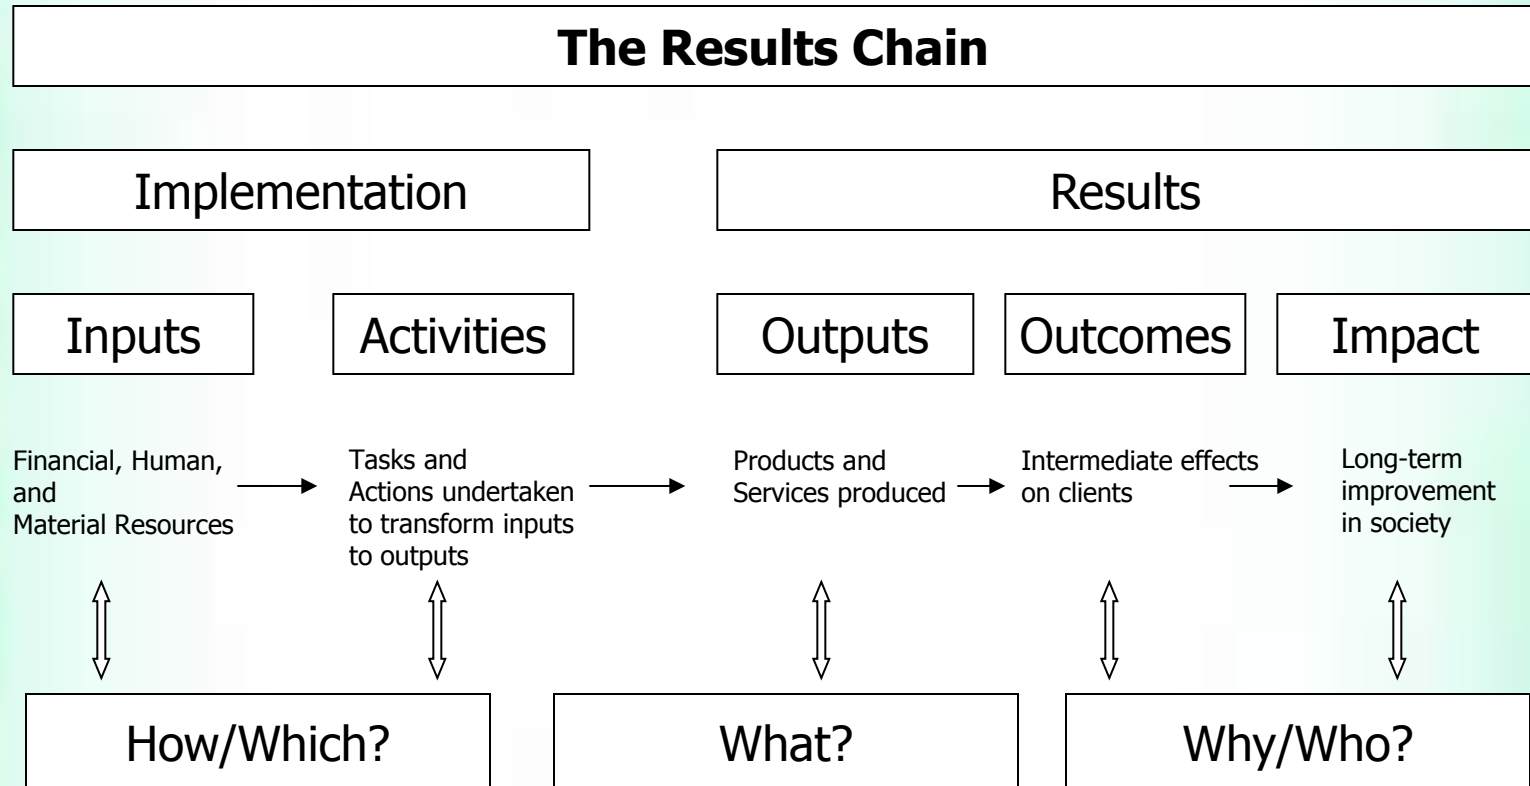 The Results Chain
Implementation
Results
Inputs
Activities
Outputs
Outcomes
Impact
Financial, Human,
and
Material Resources
Tasks and
Actions undertaken
to transform inputs
to outputs
Products and
Services produced
Intermediate effects
on clients
Long-term
improvement
in society
How/Which?
What?
Why/Who?